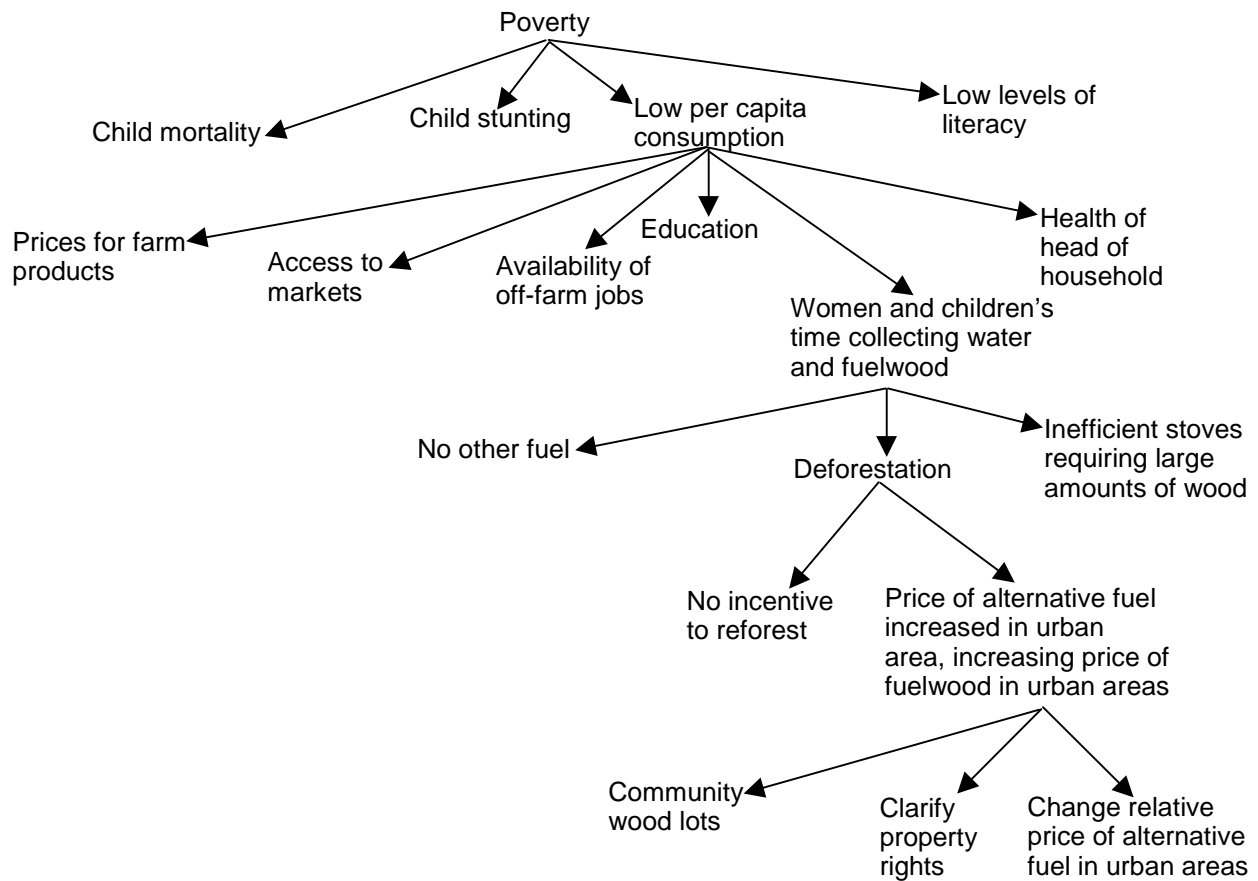 Poverty
Child mortality
Child stunting
Low per capita
consumption
Low levels of
literacy
Prices for farm
products
Access to
markets
Availability of
off-farm jobs
Education
Women and children's
time collecting water
and fuelwood
Health of
head of
household
No other fuel
Deforestation
Inefficient stoves
requiring large
amounts of wood
No incentive
to reforest
Price of alternative fuel
increased in urban
area, increasing price of
fuelwood in urban areas
Community
wood lots
Clarify
property
rights
Change relative
price of alternative
fuel in urban areas